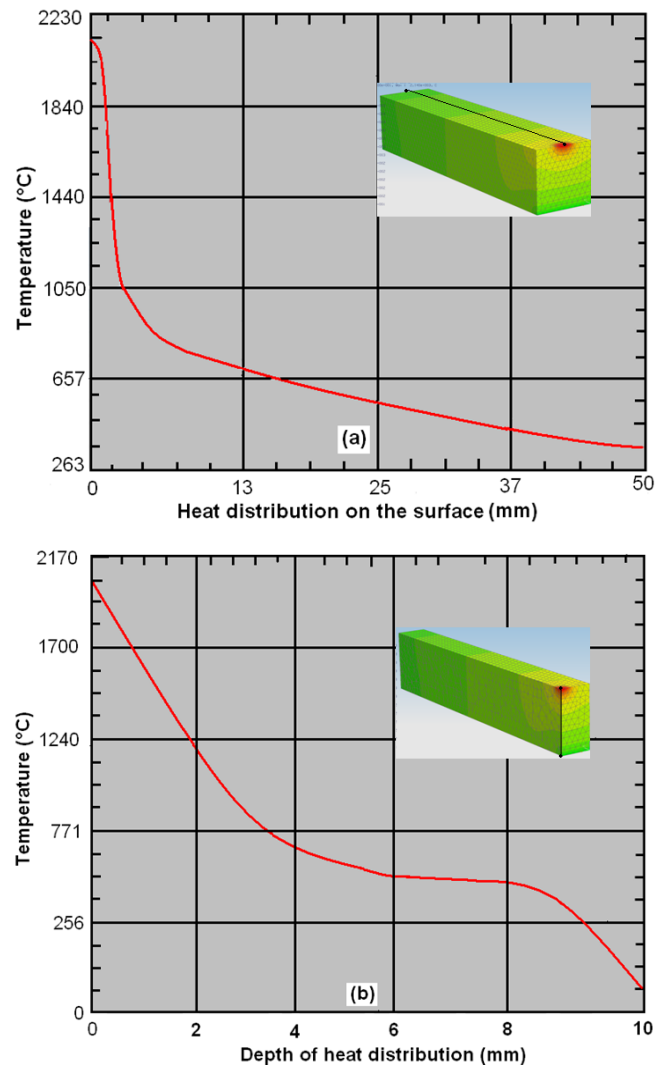 2230
1840
1440
1050
657
263
Temperature (°C)
(a)
0 13 25 37 50
Heat distribution on the surface (mm)
2170
1700
1240
771
256
0
Temperature (°C)
(b)
0 2 4 6 8 10
Depth of heat distribution (mm)